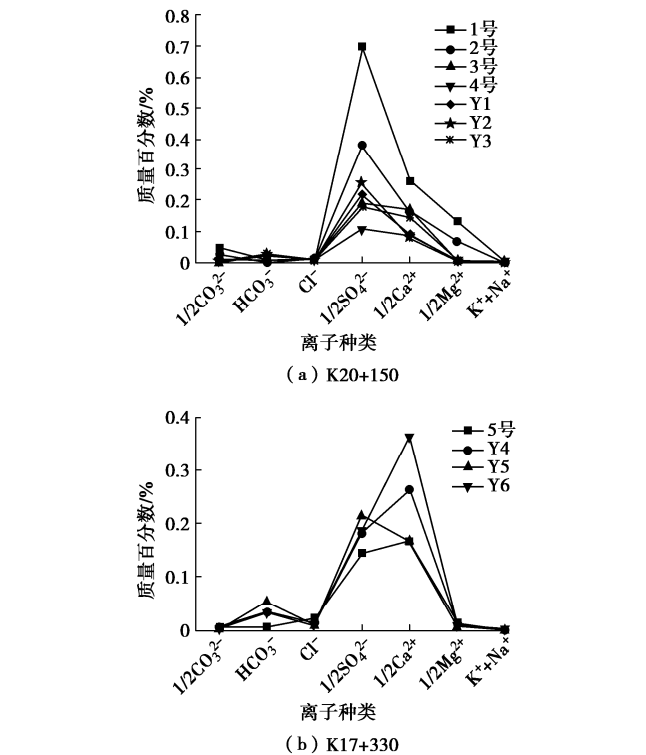 0.8
0.7
0.6
0.5
0.4
0.3
0.2
0.1
0
质量百分数/%
1号
2号
3号
4号
Y1
Y2
Y3
1/2CO₃²⁻
HCO₃⁻
Cl⁻
1/2SO₄²⁻
1/2Ca²⁺
1/2Mg²⁺
K⁺+Na⁺
离子种类
（a）K20+150
0.4
0.3
0.2
0.1
0
质量百分数/%
5号
Y4
Y5
Y6
1/2CO₃²⁻
HCO₃⁻
Cl⁻
1/2SO₄²⁻
1/2Ca²⁺
1/2Mg²⁺
K⁺+Na⁺
离子种类
（b）K17+330